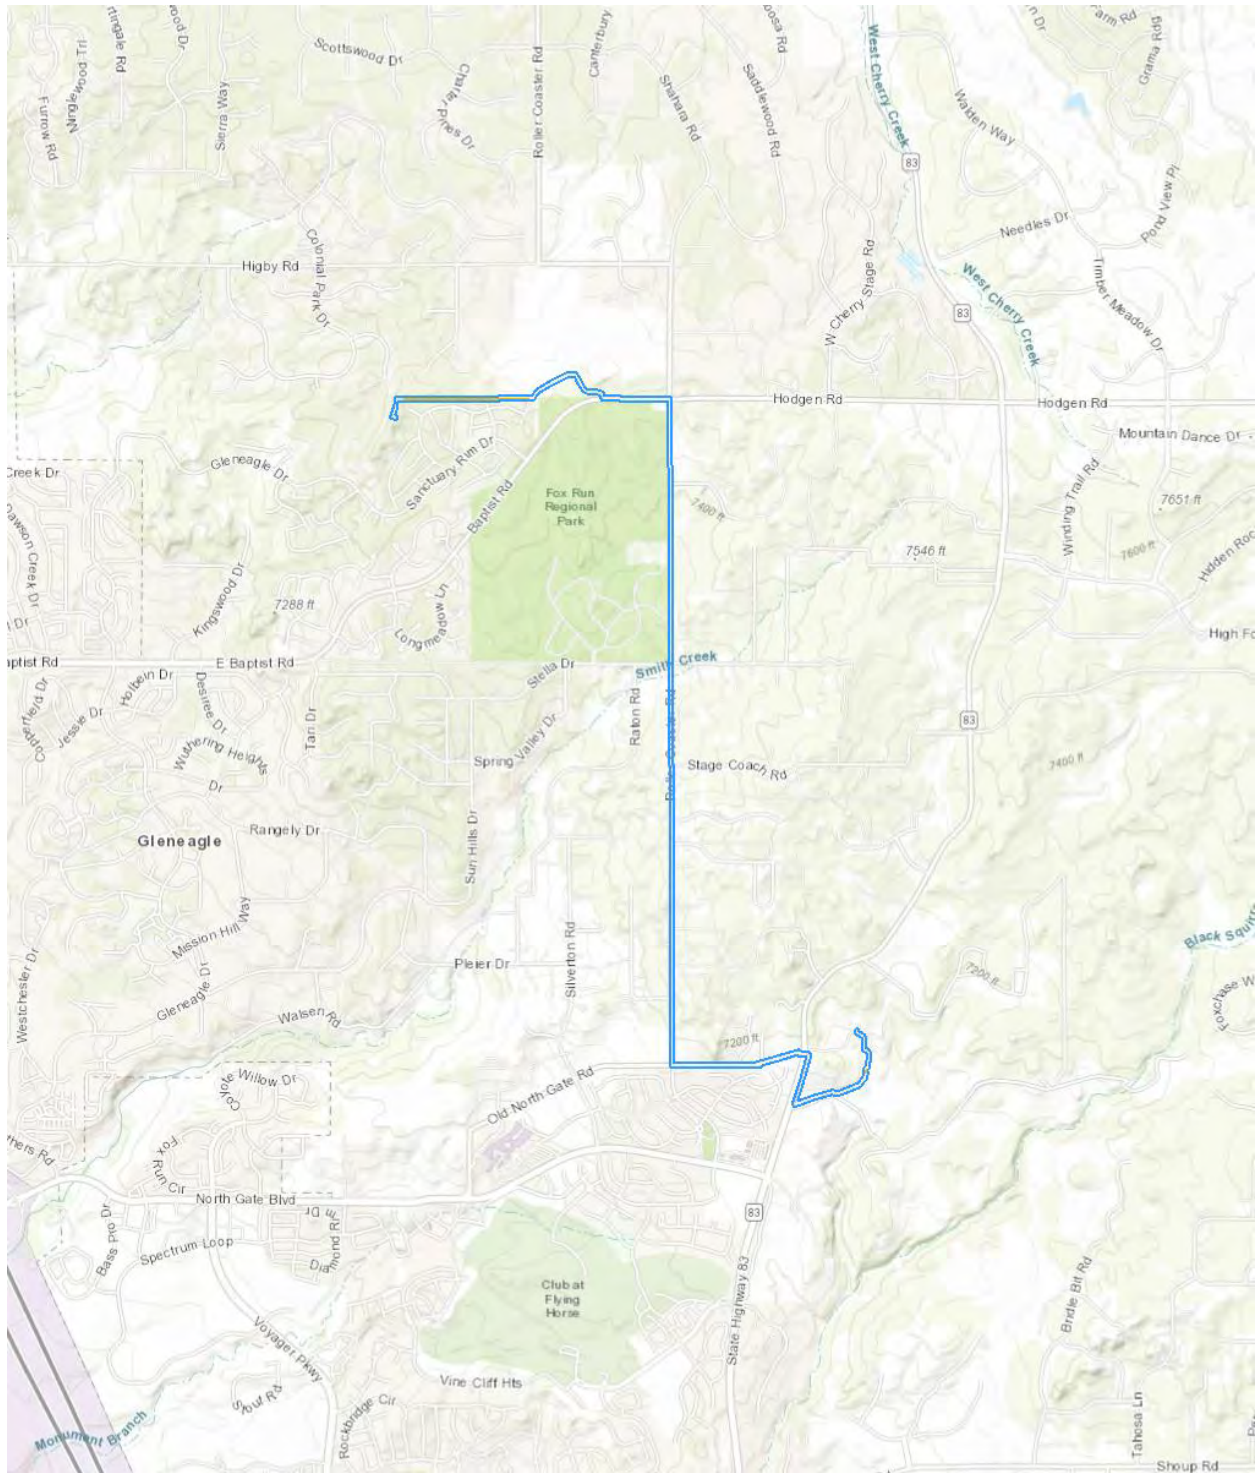 Scottswood Dr
Sierra Way
Furrow Rd
Charter Pines Dr
Roller Coaster Rd
Canterbury
Shahara Rd
Saddlewood Rd
West Cherry Creek
Walden Way
Farm Rd
Grama Rdg
83
Needles Dr
Pond View Pl
Higby Rd
Colonial Park Dr
W Cherry Stage Rd
West Cherry Creek
Timber Meadow Dr
83
Hodgen Rd
Hodgen Rd
Mountain Dance Dr
Creek Dr
Gleneagle Dr
Sanctuary Rim Dr
Baptist Rd
Fox Run
Regional
Park
7400 ft
Winding Trail Rd
7651 ft
7546 ft
7600 ft
Dawson Creek Dr
Kingswood Dr
7288 ft
Longmeadow Ln
E Baptist Rd
Stella Dr
Smith Creek
Jessie Dr
Holbein Dr
Desiree Dr
Tari Dr
Wuthering Heights
Dr
Spring Valley Dr
Raton Rd
Stage Coach Rd
83
7400 ft
Gleneagle
Rangely Dr
Sun Hills Dr
Mission Hill Way
Silverton Rd
Westchester Dr
Gleneagle Dr
Pleier Dr
Walsen Rd
7200 ft
Black Squirr
Foxchase W
7200 ft
Coyote Willow Dr
Old North Gate Rd
Fox Run Cir
North Gate Blvd
Bass Pro Dr
Spectrum Loop
Diamond Rim Dr
83
State Highway 83
Club at
Flying
Horse
Bridle Bit Rd
Voyager Pkwy
Vine Cliff Hts
Rockbridge Cir
Stout Rd
Monument Branch
Tahosa Ln
Shoup Rd